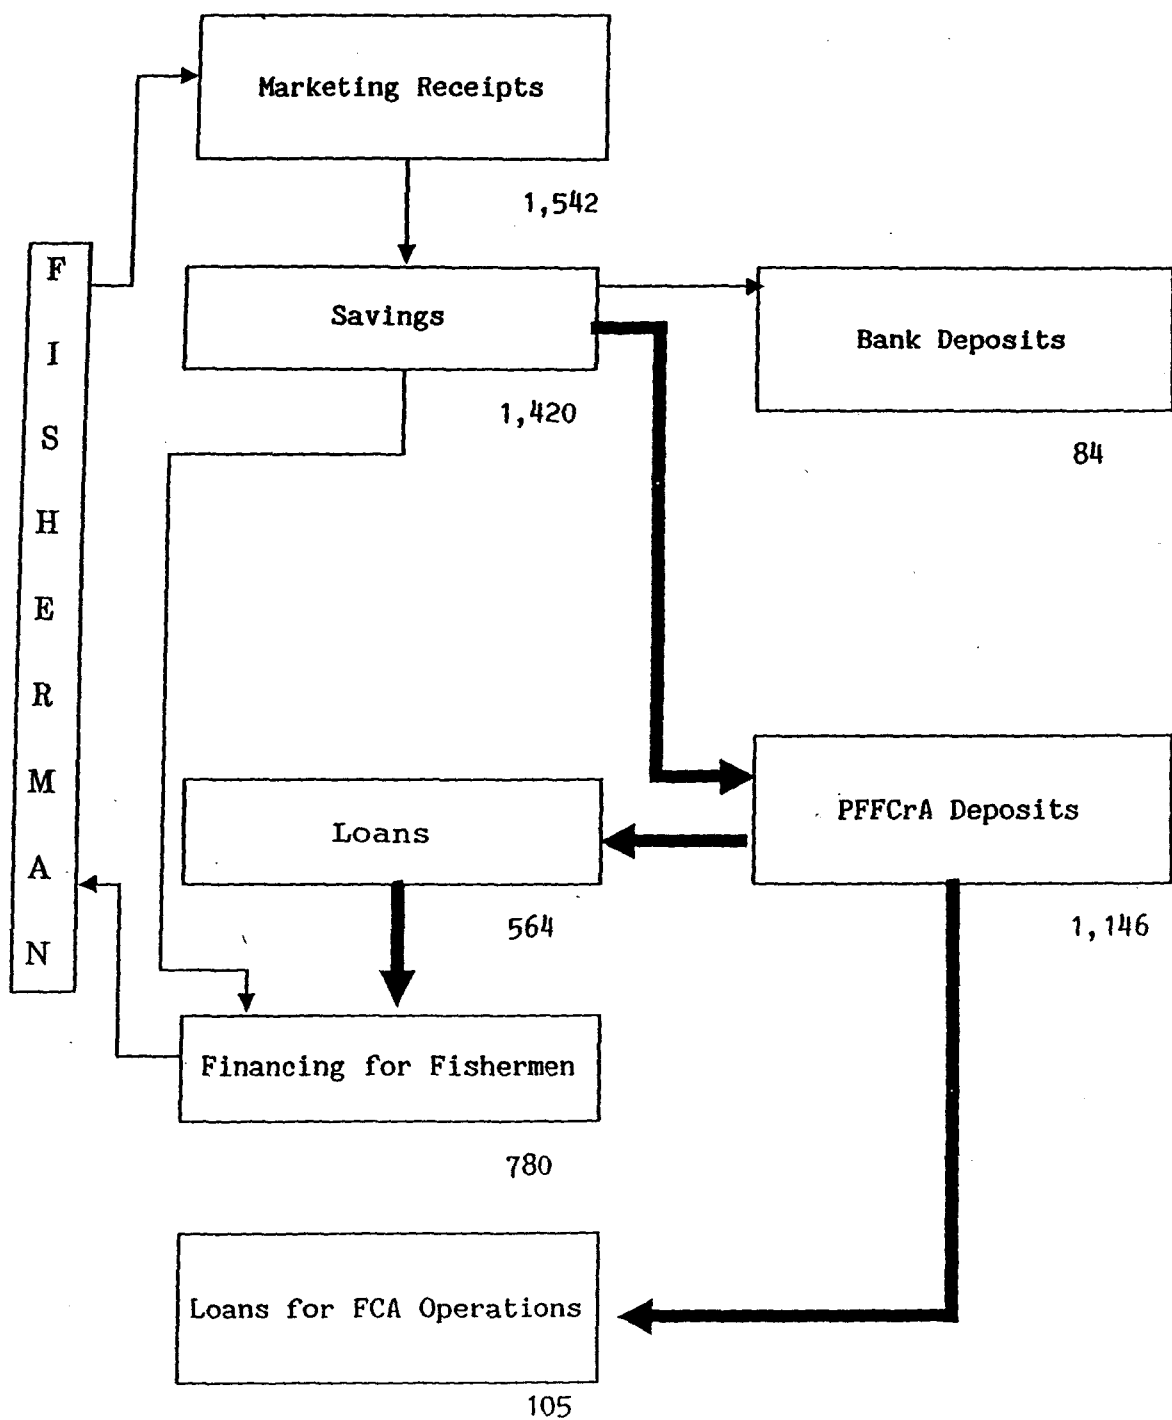 Marketing Receipts
1,542
FISHERMAN
Savings
1,420
Bank Deposits
84
PFFCrA Deposits
1,146
Loans
564
Financing for Fishermen
780
Loans for FCA Operations
105